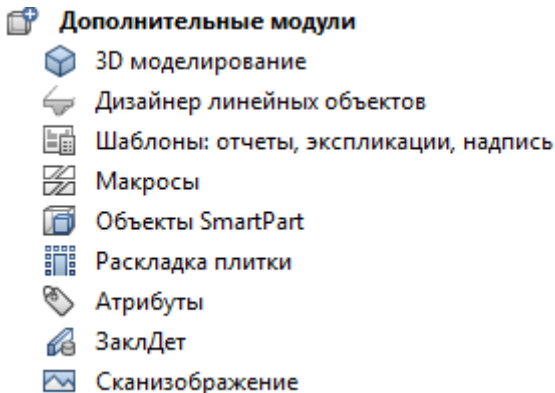 Дополнительные модули
3D моделирование
Дизайнер линейных объектов
Шаблоны: отчеты, экспликации, надпись
Макросы
Объекты SmartPart
Раскладка плитки
Атрибуты
ЗаклДет
Сканизображение